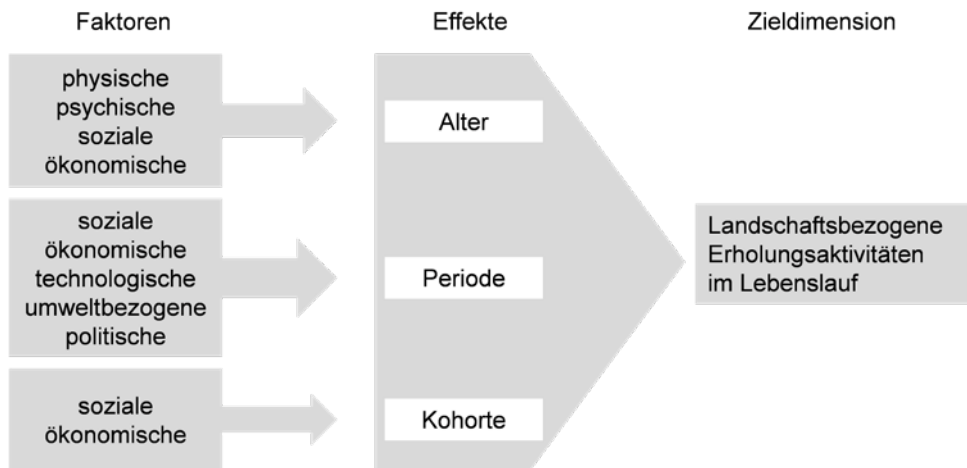 Faktoren
Effekte
Zieldimension
physische
psychische
soziale
ökonomische
Alter
soziale
ökonomische
technologische
umweltbezogene
politische
Periode
Landschaftsbezogene
Erholungsaktivitäten
im Lebenslauf
soziale
ökonomische
Kohorte